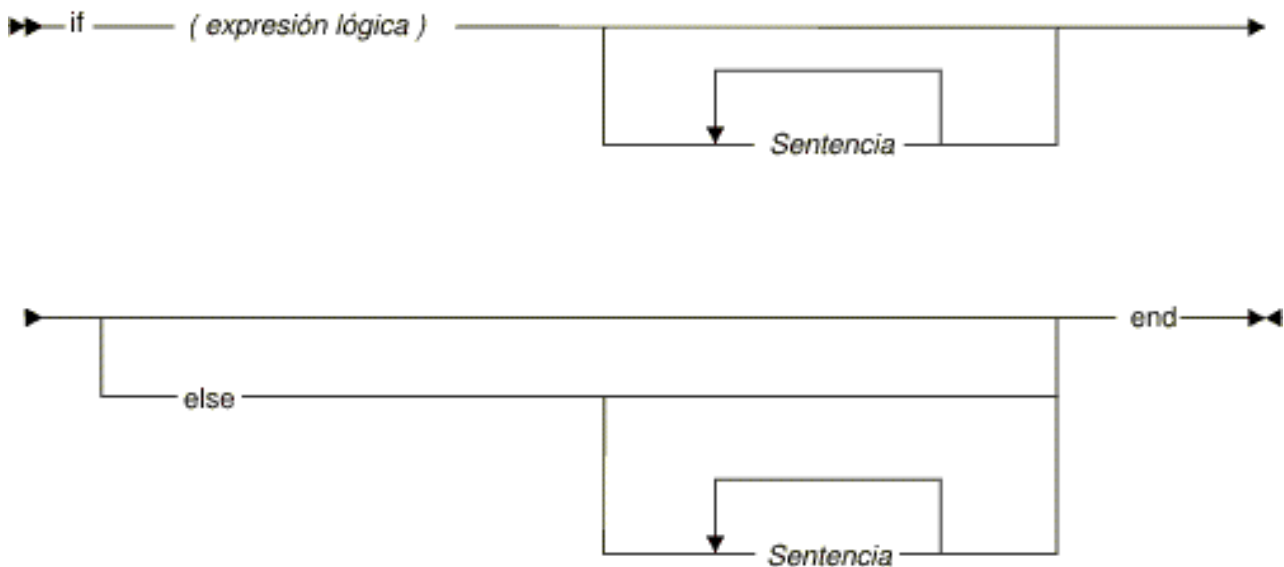 if ( expresión lógica )
Sentencia
end
else
Sentencia